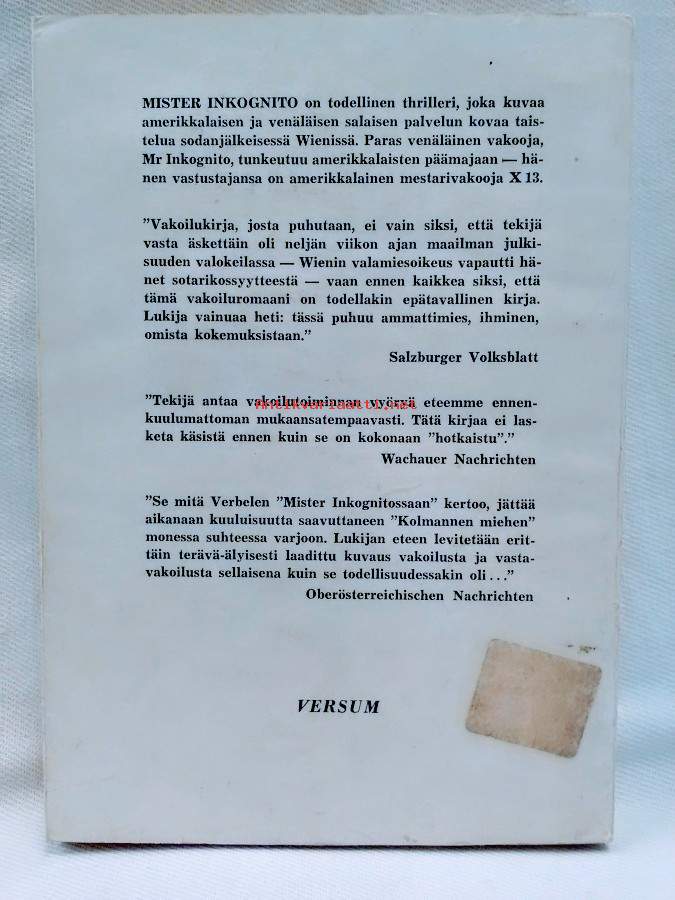 MISTER INKOGNITO on todellinen thrilleri, joka kuvaa
amerikkalaisen ja venäläisen salaisen palvelun kovaa tais-
telua sodanjälkeisessä Wienissä. Paras venäläinen vakooja,
Mr Inkognito, tunkeutuu amerikkalaisten päämajaan — hä-
nen vastustajansa on amerikkalainen mestarivakooja X 13.
”Vakoilukirja, josta puhutaan, ei vain siksi, että tekijä
vasta äskettäin oli neljän viikon ajan maailman julki-
suuden valokeilassa — Wienin valamiesoikeus vapautti hä-
net sotarikossyytteestä — vaan ennen kaikkea siksi, että
tämä vakoiluromaani on todellakin epätavallinen kirja.
Lukija vainuaa heti: tässä puhuu ammattimies, ihminen,
omista kokemuksistaan.”
Salzburger Volksblatt
”Tekijä antaa vakoilutoiminnan vyöryä eteemme ennen-
Antikvariaatti.net
kuulumattoman mukaansatempaavasti. Tätä kirjaa ei las-
keta käsistä ennen kuin se on kokonaan ”hotkaistu”.”
Wachauer Nachrichten
”Se mitä Verbelen ”Mister Inkognitossaan” kertoo, jättää
aikanaan kuuluisuutta saavuttaneen ”Kolmannen miehen”
monessa suhteessa varjoon. Lukijan eteen levitetään erit-
täin terävä-älyisesti laadittu kuvaus vakoilusta ja vasta-
vakoilusta sellaisena kuin se todellisuudessakin oli...”
Oberösterreichischen Nachrichten
VERSUM